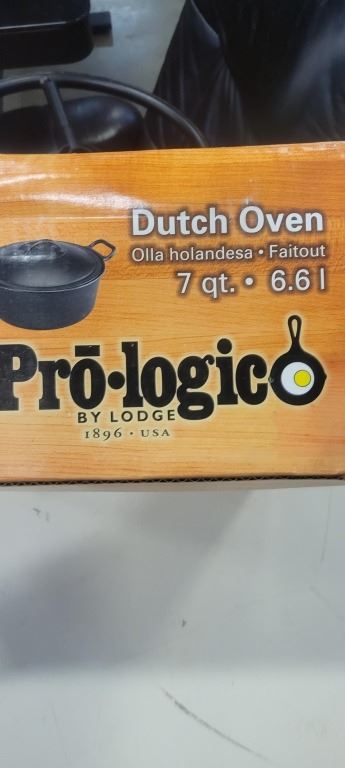 Dutch Oven
Olla holandesa • Faitout
7 qt. • 6.6 l
Prō•logic
BY LODGE
1896 • USA